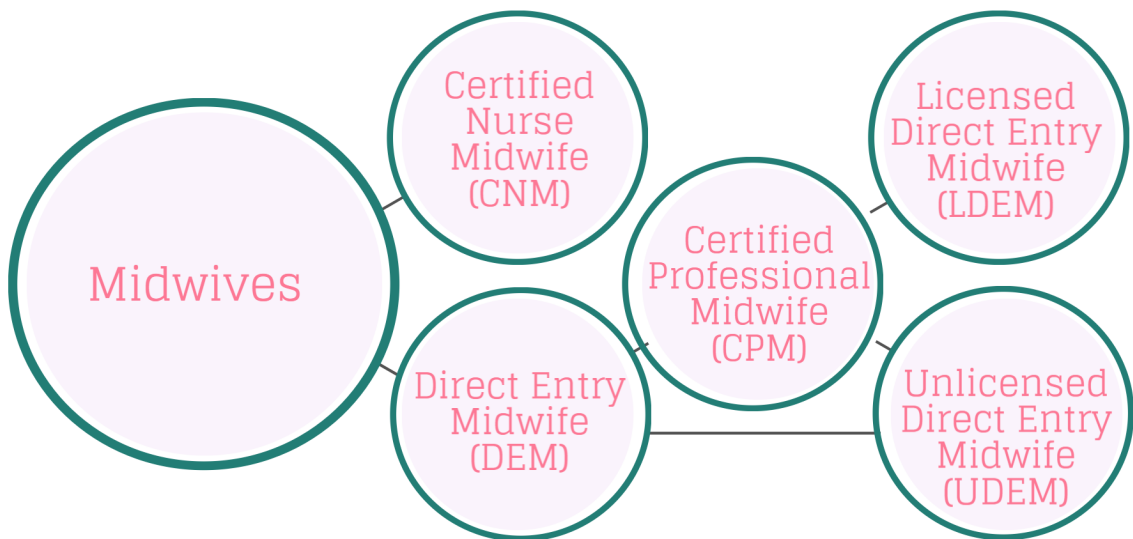 Midwives
Certified
Nurse
Midwife
(CNM)
Direct Entry
Midwife
(DEM)
Certified
Professional
Midwife
(CPM)
Licensed
Direct Entry
Midwife
(LDEM)
Unlicensed
Direct Entry
Midwife
(UDEM)